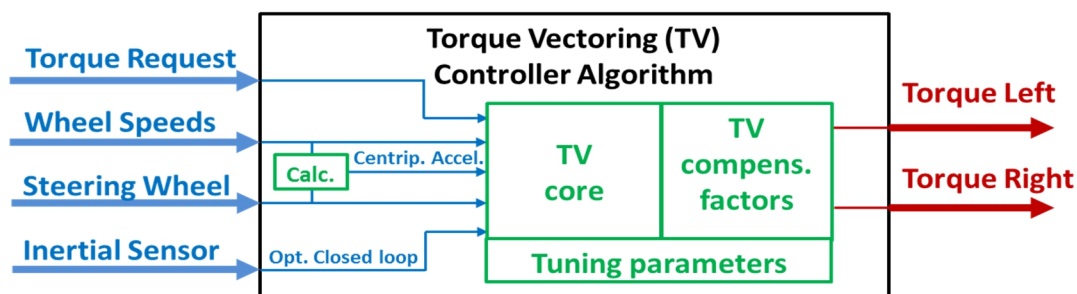 Torque Vectoring (TV)
Controller Algorithm
Torque Request
Wheel Speeds
Steering Wheel
Inertial Sensor
Calc.
Centrip. Accel.
Opt. Closed loop
TV
core
TV
compens.
factors
Tuning parameters
Torque Left
Torque Right